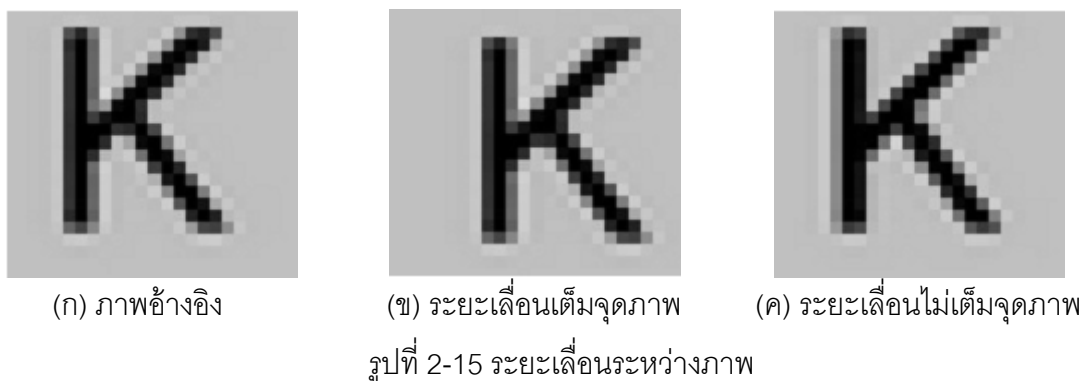 K K K
(ก) ภาพอ้างอิง (ข) ระยะเลื่อนเต็มจุดภาพ (ค) ระยะเลื่อนไม่เต็มจุดภาพ
รูปที่ 2-15 ระยะเลื่อนระหว่างภาพ